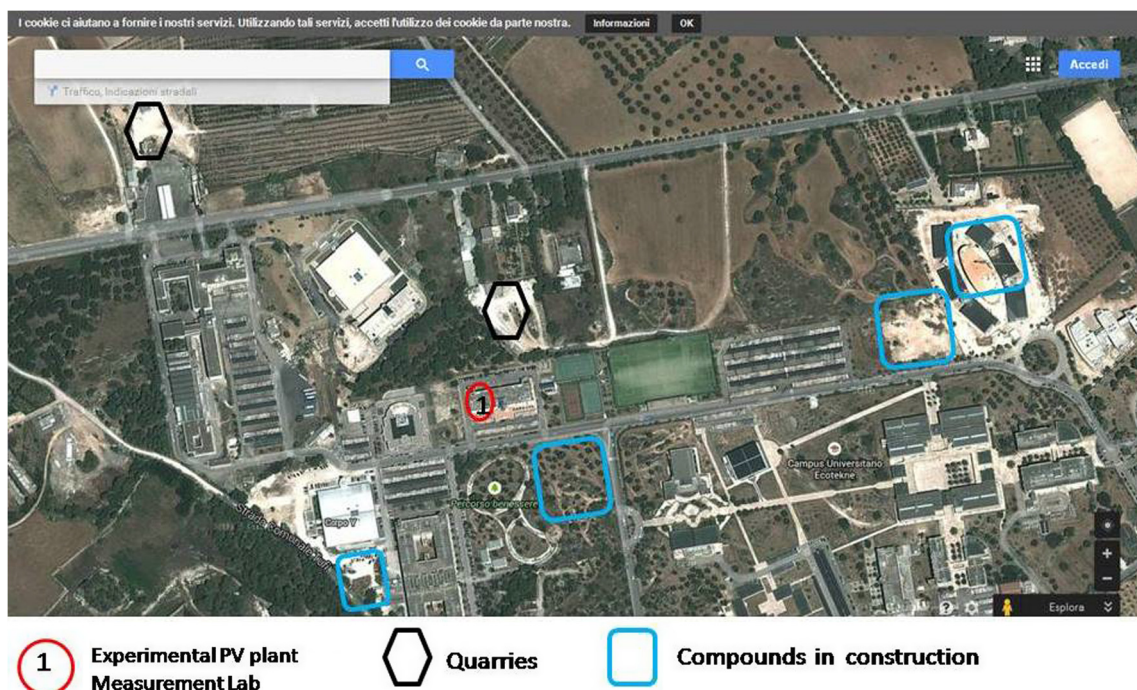 I cookie ci aiutano a fornire i nostri servizi. Utilizzando tali servizi, accetti l'utilizzo dei cookie da parte nostra. Informazioni OK
Accedi
Traffico, Indicazioni stradali
1
Campus Universitario
Ecotekne
Percorso benessere
Corpo Y
Strada Comunale
Esplora
1 Experimental PV plant
Measurement Lab
Quarries
Compounds in construction